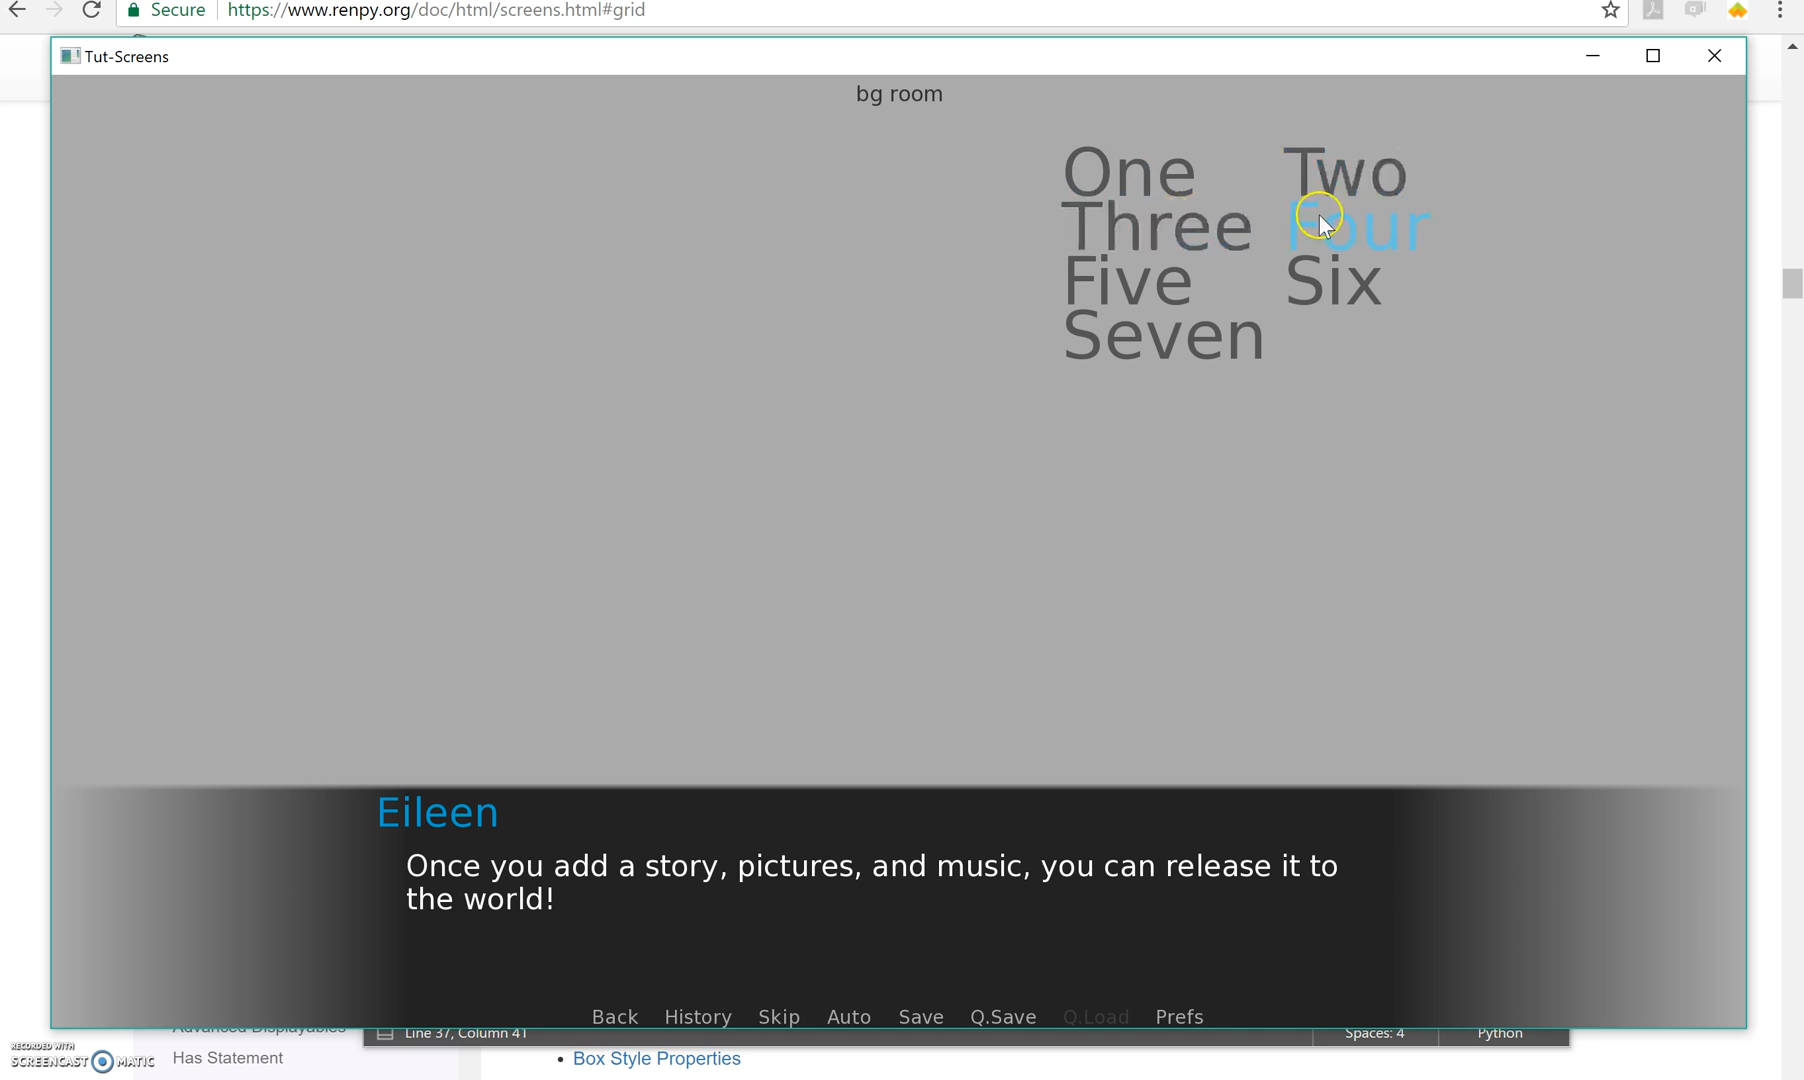 Secure https://www.renpy.org/doc/html/screens.html#grid
Tut-Screens
bg room
One Two
Three Four
Five Six
Seven
Eileen
Once you add a story, pictures, and music, you can release it to
the world!
Back History Skip Auto Save Q.Save Q.Load Prefs
Advanced Displayables Line 37, Column 41 Spaces: 4 Python
RECORDED WITH
SCREENCAST MATIC
Has Statement • Box Style Properties